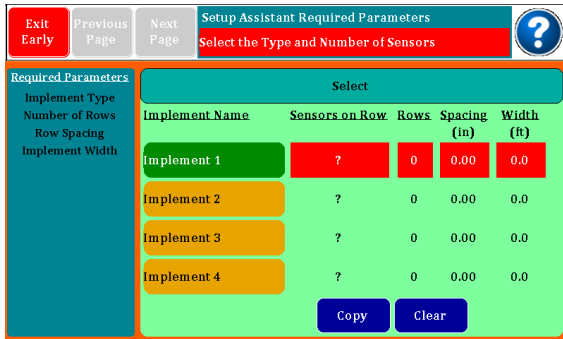 Exit Early
Previous Page
Next Page
Setup Assistant Required Parameters
Select the Type and Number of Sensors
?
Required Parameters
Implement Type
Number of Rows
Row Spacing
Implement Width
Select
Implement Name Sensors on Row Rows Spacing (in) Width (ft)
Implement 1 ? 0 0.00 0.0
Implement 2 ? 0 0.00 0.0
Implement 3 ? 0 0.00 0.0
Implement 4 ? 0 0.00 0.0
Copy Clear